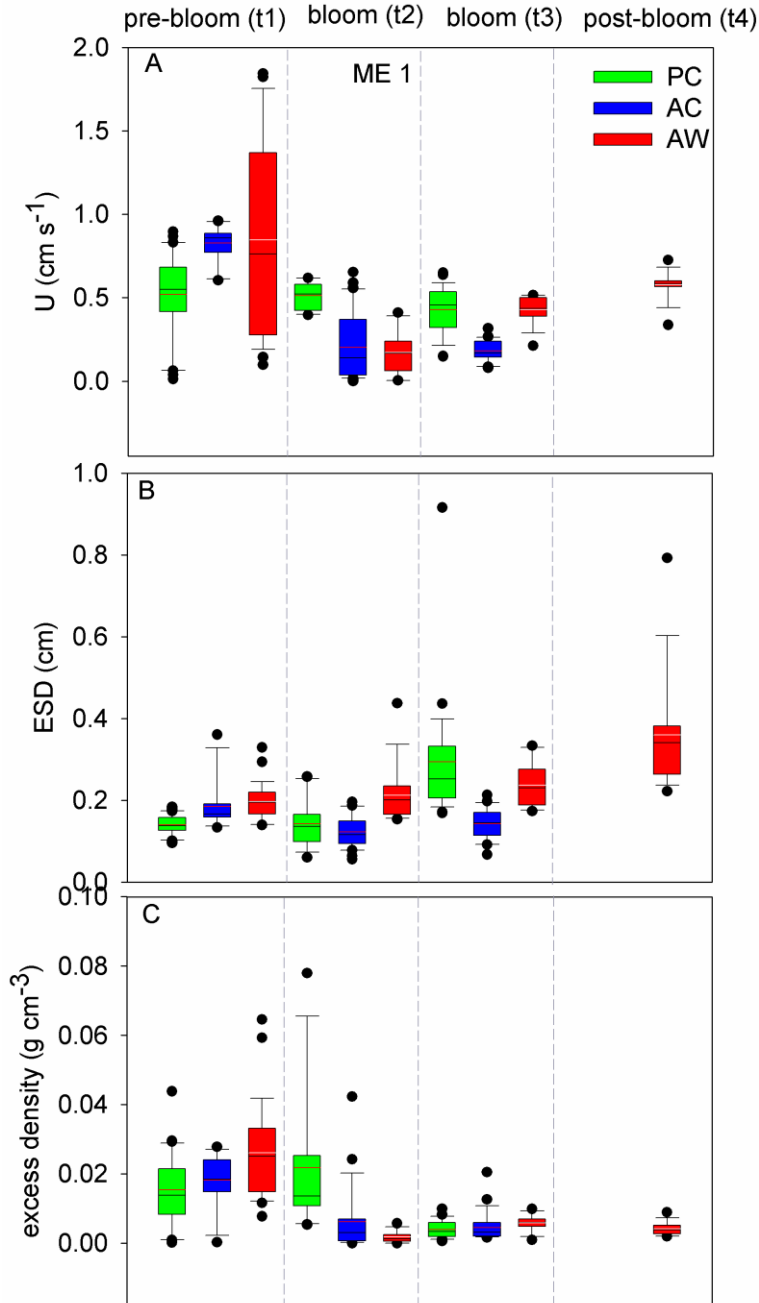 pre-bloom (t1) bloom (t2) bloom (t3) post-bloom (t4)
A
ME 1
PC
AC
AW
U (cm s-1)
2.0
1.5
1.0
0.5
0.0
B
ESD (cm)
1.0
0.8
0.6
0.4
0.2
0.0
C
excess density (g cm-3)
0.10
0.08
0.06
0.04
0.02
0.00